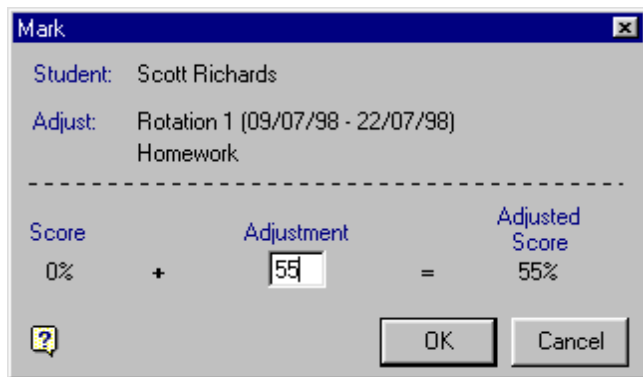 Mark
Student: Scott Richards
Adjust: Rotation 1 (09/07/98 - 22/07/98)
Homework
Score Adjustment Adjusted Score
0% + 55 = 55%
? OK Cancel